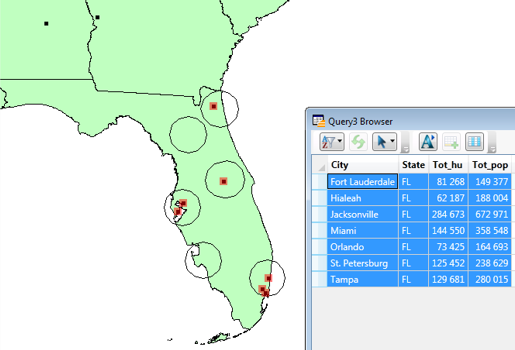 Query3 Browser
City State Tot_hu Tot_pop
Fort Lauderdale FL 81 268 149 377
Hialeah FL 62 187 188 004
Jacksonville FL 284 673 672 971
Miami FL 144 550 358 548
Orlando FL 73 425 164 693
St. Petersburg FL 125 452 238 629
Tampa FL 129 681 280 015